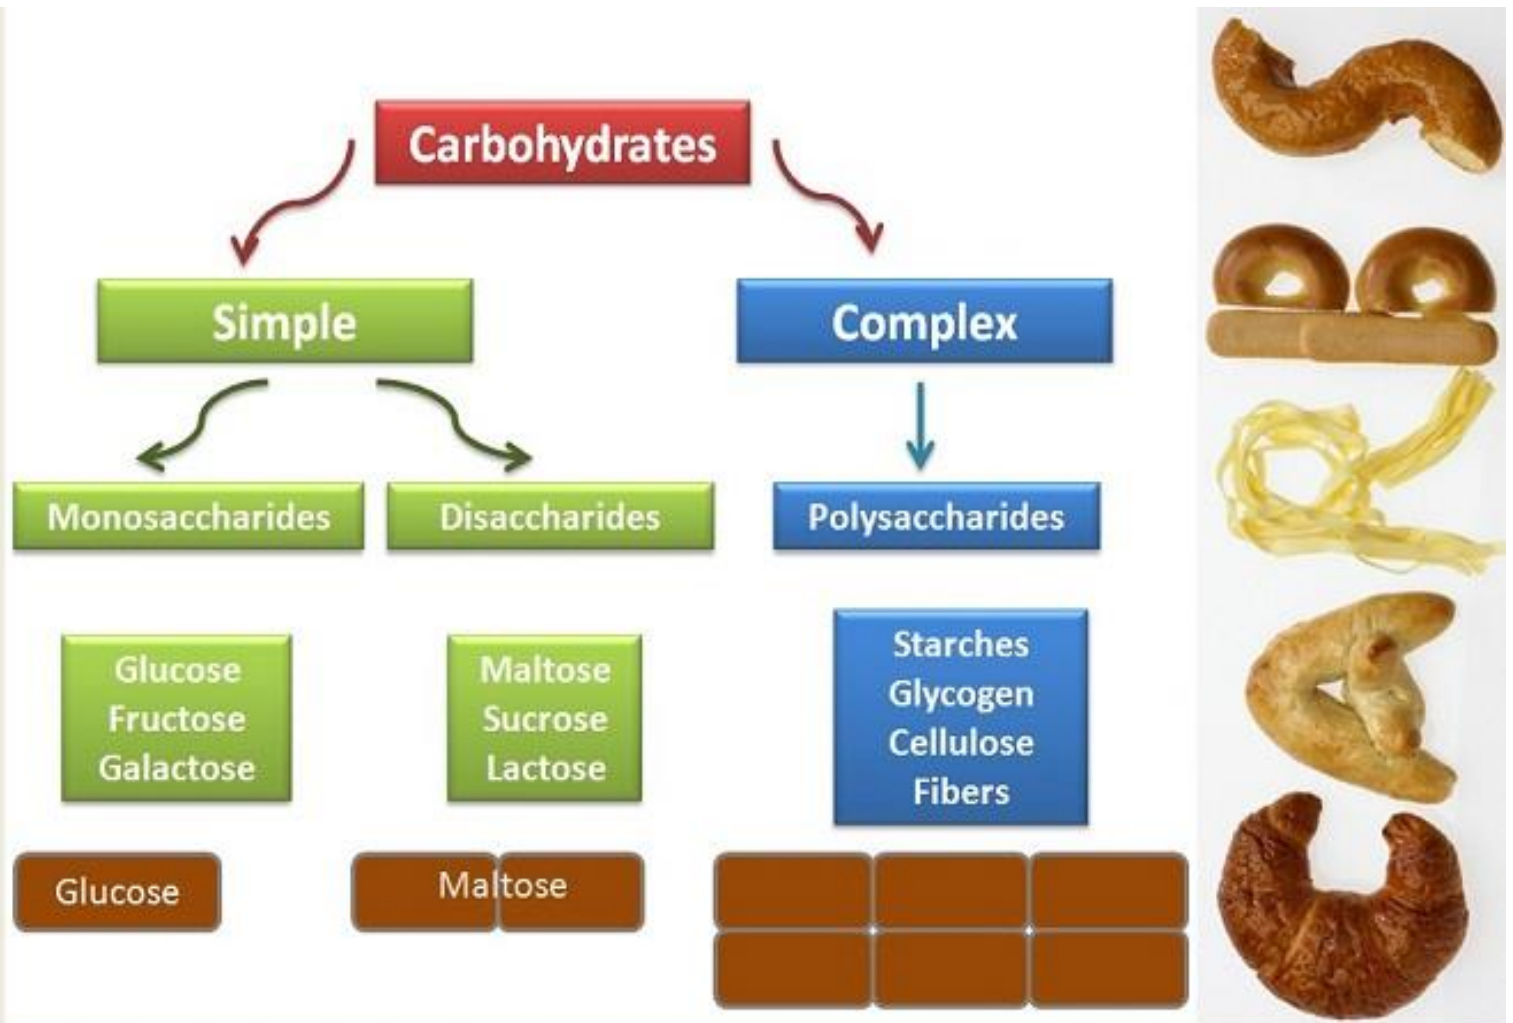 Carbohydrates
Simple
Complex
Monosaccharides
Disaccharides
Polysaccharides
Glucose
Fructose
Galactose
Maltose
Sucrose
Lactose
Starches
Glycogen
Cellulose
Fibers
Glucose
Maltose